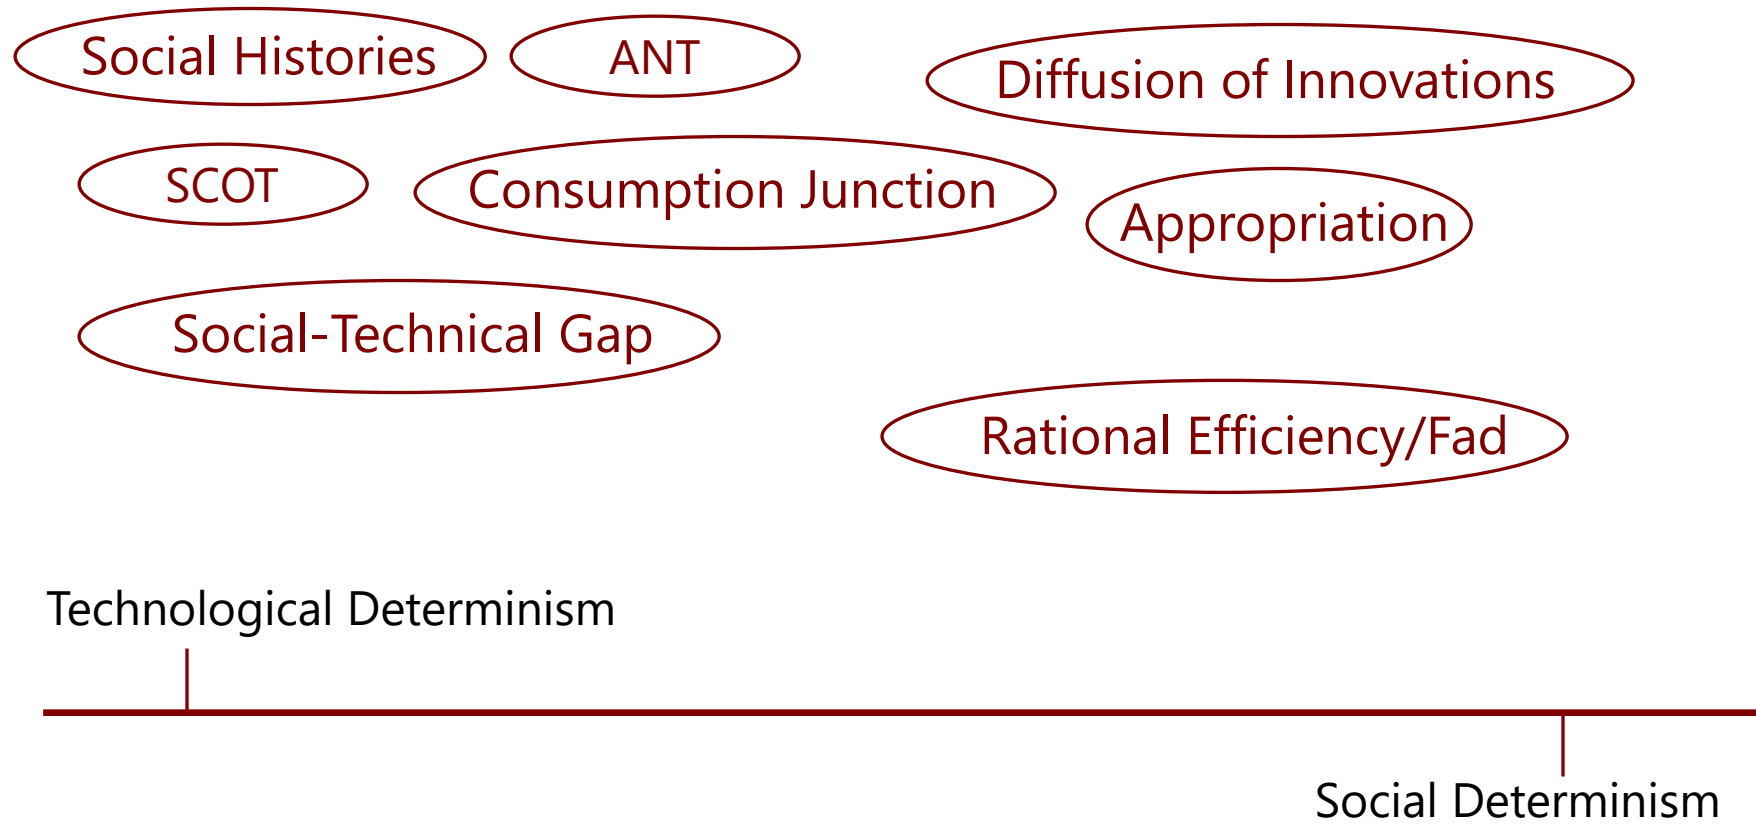 Social Histories
ANT
Diffusion of Innovations
SCOT
Consumption Junction
Appropriation
Social-Technical Gap
Rational Efficiency/Fad
Technological Determinism
Social Determinism